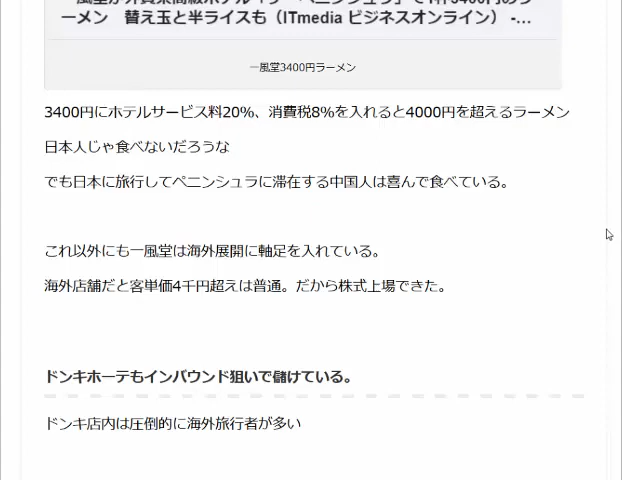 ーメン 替え玉と半ライスも（ITmedia ビジネスオンライン） -...
一風堂3400円ラーメン
3400円にホテルサービス料20%、消費税8%を入れると4000円を超えるラーメン
日本人じゃ食べないだろうな
でも日本に旅行してペニンシュラに滞在する中国人は喜んで食べている。
これ以外にも一風堂は海外展開に軸足を入れている。
海外店舗だと客単価4千円超えは普通。だから株式上場できた。
ドンキホーテもインバウンド狙いで儲けている。
ドンキ店内は圧倒的に海外旅行者が多い